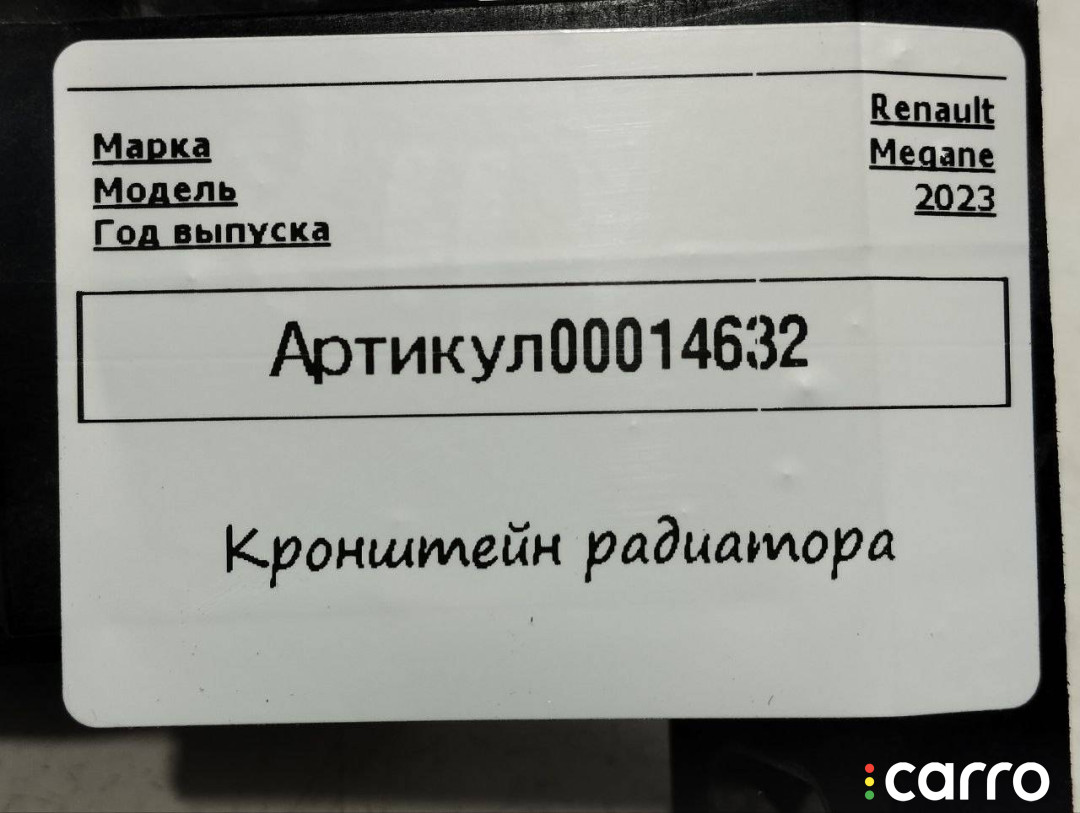 Марка Renault
Модель Megane
Год выпуска 2023
Артикул00014632
Кронштейн радиатора
carro